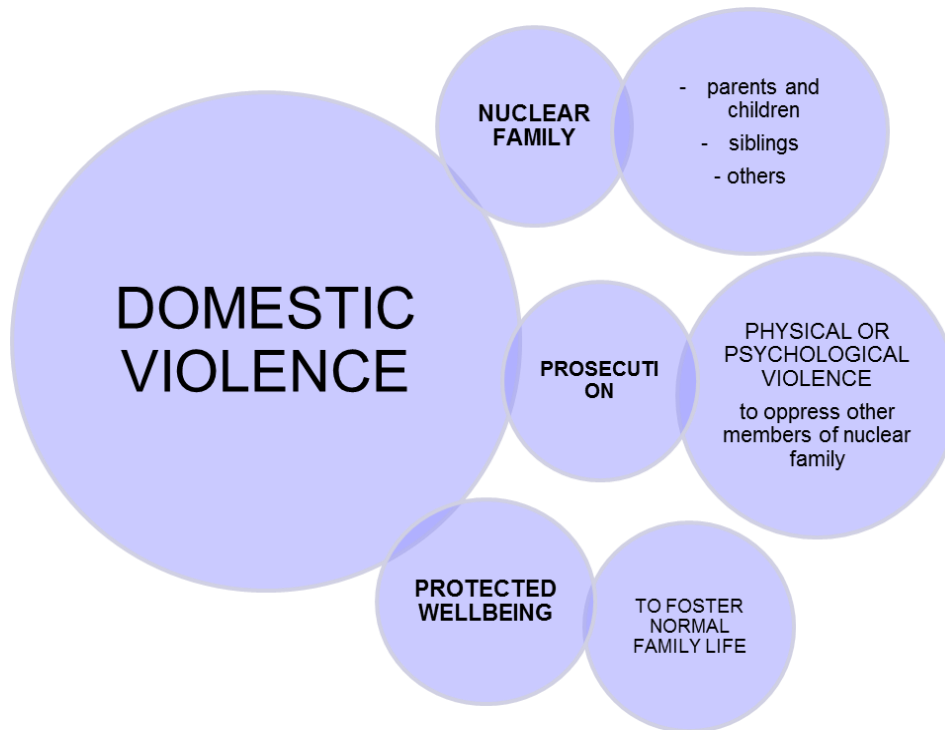 DOMESTIC
VIOLENCE
NUCLEAR
FAMILY
- parents and
children
- siblings
- others
PROSECUTI
ON
PHYSICAL OR
PSYCHOLOGICAL
VIOLENCE
to oppress other
members of nuclear
family
PROTECTED
WELLBEING
TO FOSTER
NORMAL
FAMILY LIFE